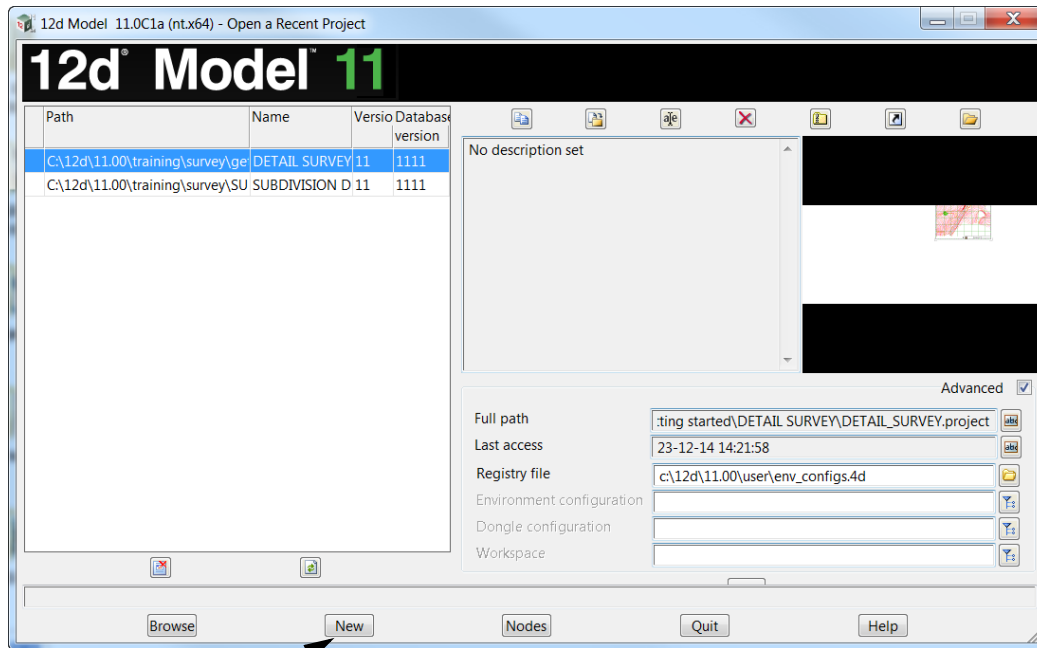 12d Model 11.0C1a (nt.x64) - Open a Recent Project
12d® Model™ 11
Path Name Versio Database version
C:\12d\11.00\training\survey\ge DETAIL SURVEY 11 1111
C:\12d\11.00\training\survey\SU SUBDIVISION D 11 1111
No description set
Advanced
Full path :ting started\DETAIL SURVEY\DETAIL_SURVEY.project
Last access 23-12-14 14:21:58
Registry file c:\12d\11.00\user\env_configs.4d
Environment configuration
Dongle configuration
Workspace
Browse New Nodes Quit Help